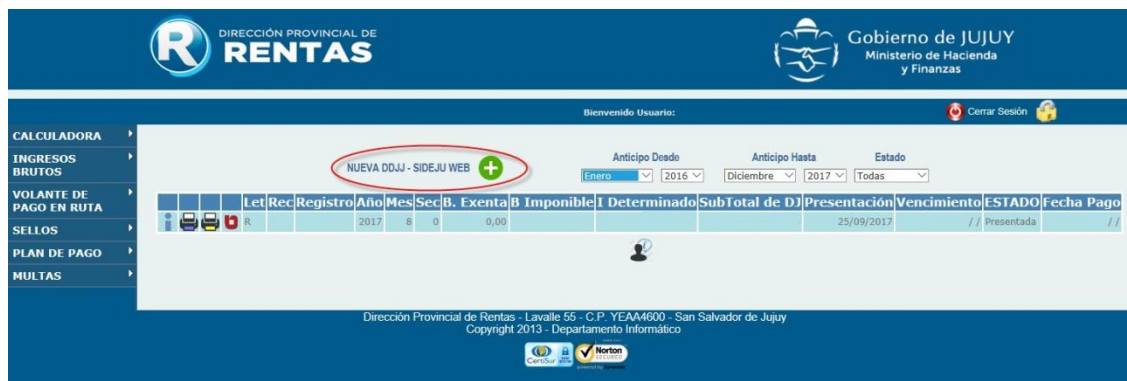 R
DIRECCIÓN PROVINCIAL DE
RENTAS
Gobierno de JUJUY
Ministerio de Hacienda
y Finanzas
Bienvenido Usuario:
Cerrar Sesión
CALCULADORA
INGRESOS
BRUTOS
VOLANTE DE
PAGO EN RUTA
SELLOS
PLAN DE PAGO
MULTAS
NUEVA DDJJ - SIDEJU WEB
Anticipo Desde Anticipo Hasta Estado
Enero 2016 Diciembre 2017 Todas
Let Rec Registro Año Mes Sec B. Exenta B Imponible I Determinado SubTotal de DJ Presentación Vencimiento ESTADO Fecha Pago
R 2017 8 0 0,00 25/09/2017 / / Presentada / /
Dirección Provincial de Rentas - Lavalle 55 - C.P. YEAA4600 - San Salvador de Jujuy
Copyright 2013 - Departamento Informático
CertiSur Norton
SECURED